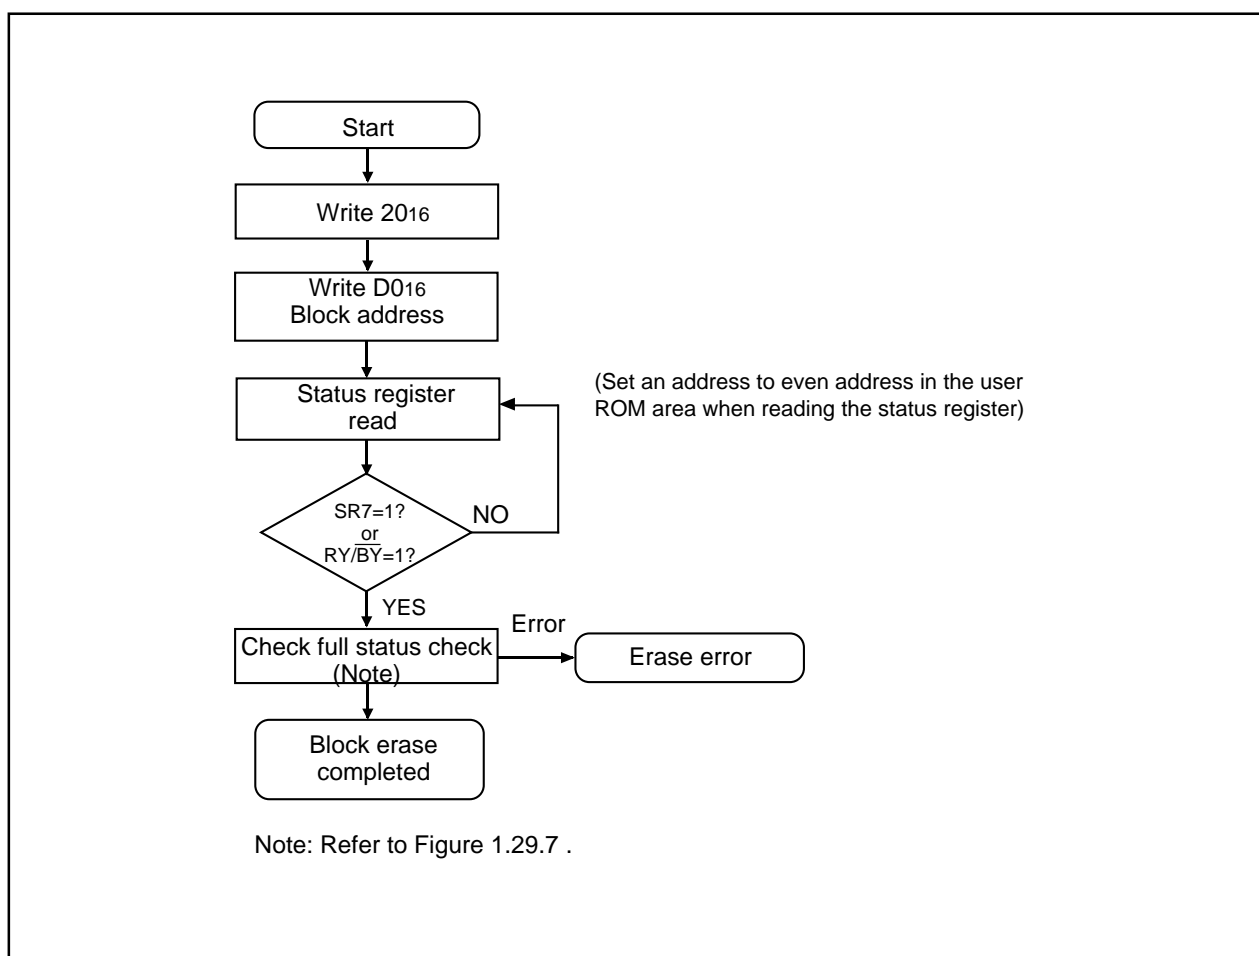 Start
Write 2016
Write D016
Block address
Status register
read
(Set an address to even address in the user
ROM area when reading the status register)
SR7=1?
or
RY/B̅Y̅=1?
NO
YES
Check full status check
(Note)
Error
Erase error
Block erase
completed
Note: Refer to Figure 1.29.7 .